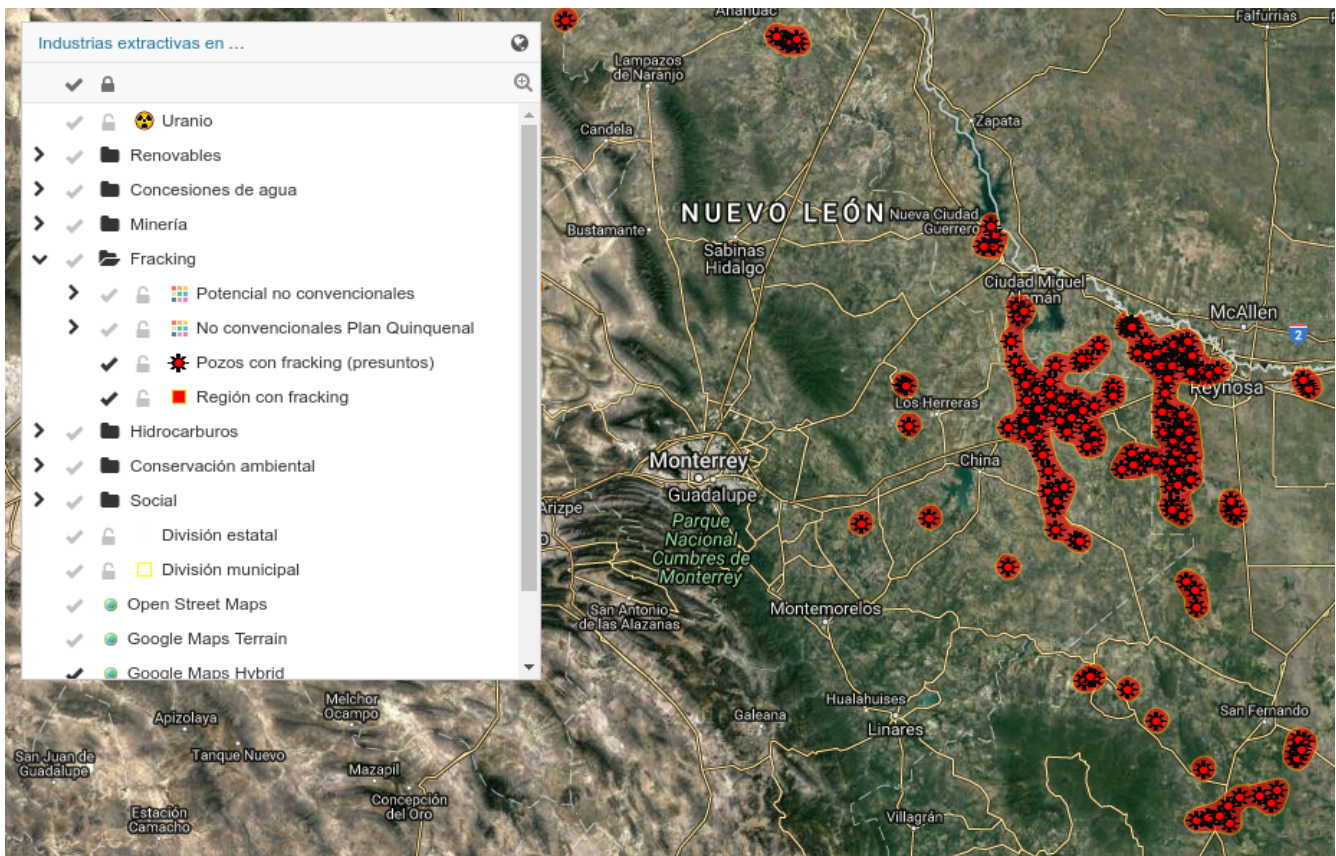 Industrias extractivas en …
Uranio
Renovables
Concesiones de agua
Minería
Fracking
Potencial no convencionales
No convencionales Plan Quinquenal
Pozos con fracking (presuntos)
Región con fracking
Hidrocarburos
Conservación ambiental
Social
División estatal
División municipal
Open Street Maps
Google Maps Terrain
Google Maps Hybrid
Anáhuac
Falfurrias
Lampazos
de Naranjo
Zapata
Candela
NUEVO LEÓN
Nueva Ciudad
Guerrero
Bustamante
Sabinas
Hidalgo
Ciudad Miguel
Alemán
McAllen
2
Reynosa
Los Herreras
Monterrey
China
Guadalupe
Arizpe
Parque
Nacional
Cumbres de
Monterrey
San Antonio
de las Alazanas
Montemorelos
Melchor
Ocampo
Apizolaya
Galeana
Hualahuises
Linares
San Fernando
San Juan de
Guadalupe
Tanque Nuevo
Mazapil
Concepción
del Oro
Estación
Camacho
Villagrán